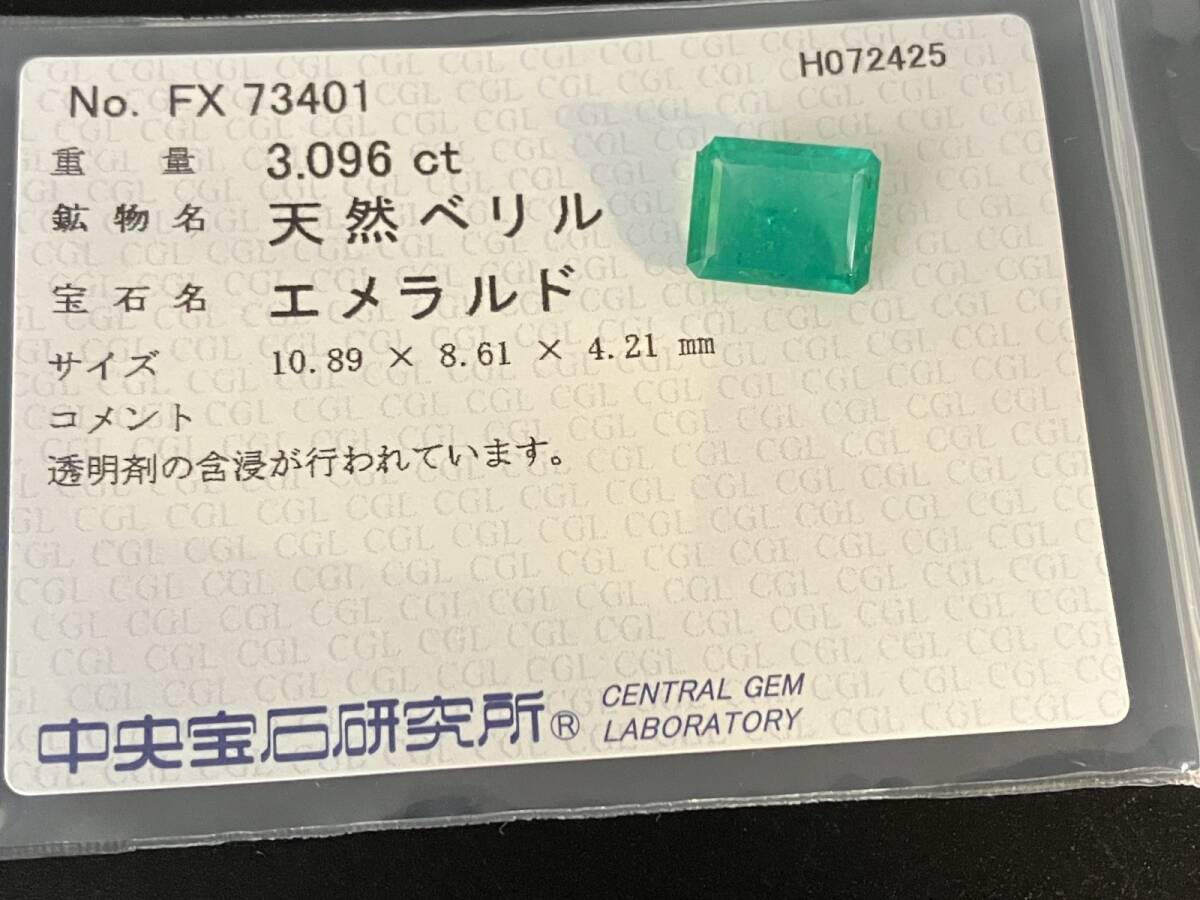 H072425
No. FX 73401
重量 3.096 ct
鉱物名 天然ベリル
宝石名 エメラルド
サイズ 10.89 × 8.61 × 4.21 mm
コメント
透明剤の含浸が行われています。
中央宝石研究所® CENTRAL GEM
LABORATORY